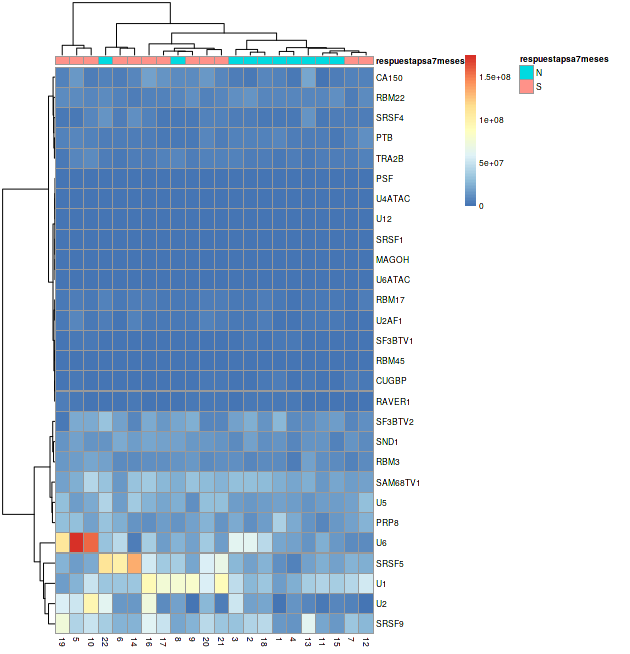 respuestapsa7meses
respuestapsa7meses
N
S
1.5e+08
1e+08
5e+07
0
CA150
RBM22
SRSF4
PTB
TRA2B
PSF
U4ATAC
U12
SRSF1
MAGOH
U6ATAC
RBM17
U2AF1
SF3BTV1
RBM45
CUGBP
RAVER1
SF3BTV2
SND1
RBM3
SAM68TV1
U5
PRP8
U6
SRSF5
U1
U2
SRSF9
19 5 10 22 6 14 16 17 8 9 20 21 3 2 18 1 4 13 11 15 7 12